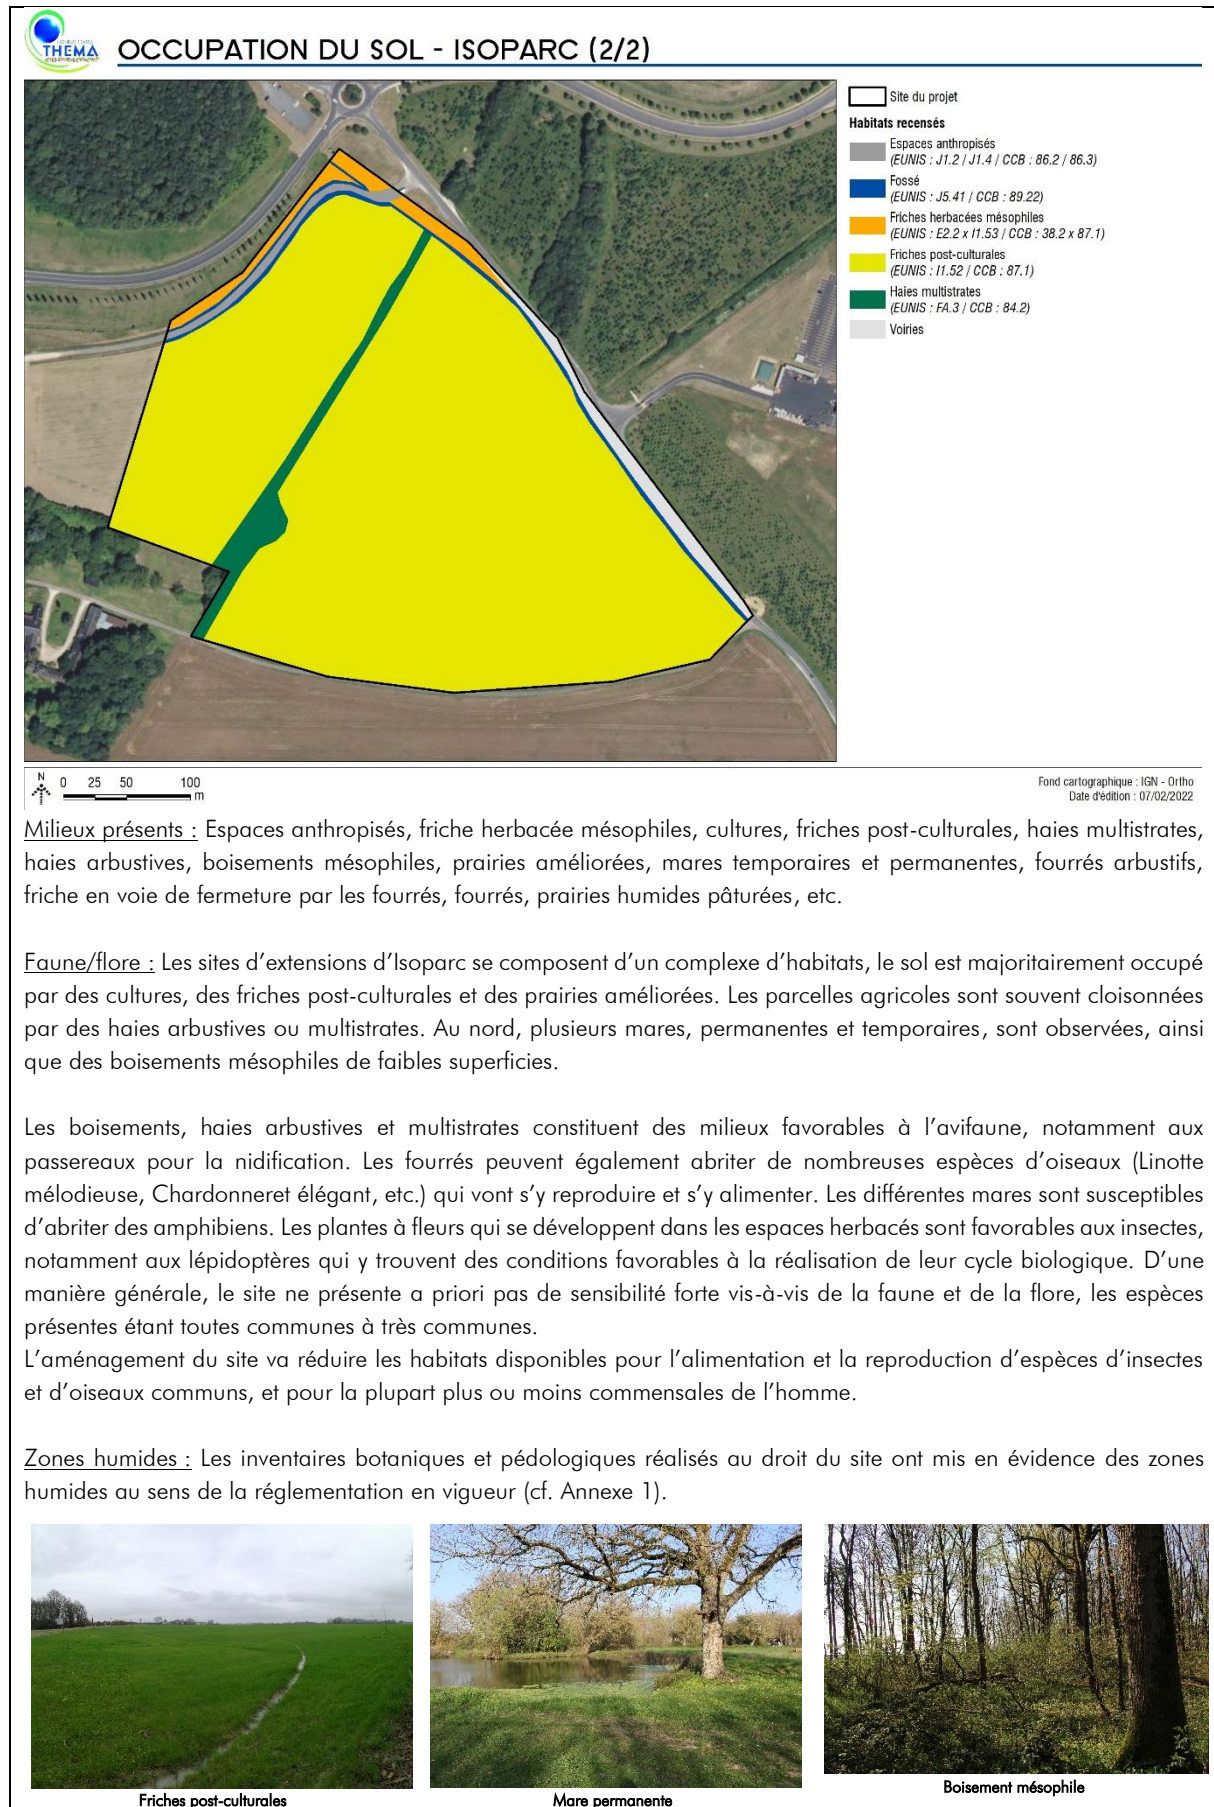 THEMA
OCCUPATION DU SOL - ISOPARC (2/2)
Site du projet
Habitats recensés
Espaces anthropisés
(EUNIS : J1.2 / J1.4 / CCB : 86.2 / 86.3)
Fossé
(EUNIS : J5.41 / CCB : 89.22)
Friches herbacées mésophiles
(EUNIS : E2.2 x I1.53 / CCB : 38.2 x 87.1)
Friches post-culturales
(EUNIS : I1.52 / CCB : 87.1)
Haies multistrates
(EUNIS : FA.3 / CCB : 84.2)
Voiries
N
0 25 50 100
m
Fond cartographique : IGN - Ortho
Date d'édition : 07/02/2022
Milieux présents : Espaces anthropisés, friche herbacée mésophiles, cultures, friches post-culturales, haies multistrates,
haies arbustives, boisements mésophiles, prairies améliorées, mares temporaires et permanentes, fourrés arbustifs,
friche en voie de fermeture par les fourrés, fourrés, prairies humides pâturées, etc.
Faune/flore : Les sites d'extensions d'Isoparc se composent d'un complexe d'habitats, le sol est majoritairement occupé
par des cultures, des friches post-culturales et des prairies améliorées. Les parcelles agricoles sont souvent cloisonnées
par des haies arbustives ou multistrates. Au nord, plusieurs mares, permanentes et temporaires, sont observées, ainsi
que des boisements mésophiles de faibles superficies.
Les boisements, haies arbustives et multistrates constituent des milieux favorables à l'avifaune, notamment aux
passereaux pour la nidification. Les fourrés peuvent également abriter de nombreuses espèces d'oiseaux (Linotte
mélodieuse, Chardonneret élégant, etc.) qui vont s'y reproduire et s'y alimenter. Les différentes mares sont susceptibles
d'abriter des amphibiens. Les plantes à fleurs qui se développent dans les espaces herbacés sont favorables aux insectes,
notamment aux lépidoptères qui y trouvent des conditions favorables à la réalisation de leur cycle biologique. D'une
manière générale, le site ne présente a priori pas de sensibilité forte vis-à-vis de la faune et de la flore, les espèces
présentes étant toutes communes à très communes.
L'aménagement du site va réduire les habitats disponibles pour l'alimentation et la reproduction d'espèces d'insectes
et d'oiseaux communs, et pour la plupart plus ou moins commensales de l'homme.
Zones humides : Les inventaires botaniques et pédologiques réalisés au droit du site ont mis en évidence des zones
humides au sens de la réglementation en vigueur (cf. Annexe 1).
Friches post-culturales
Mare permanente
Boisement mésophile